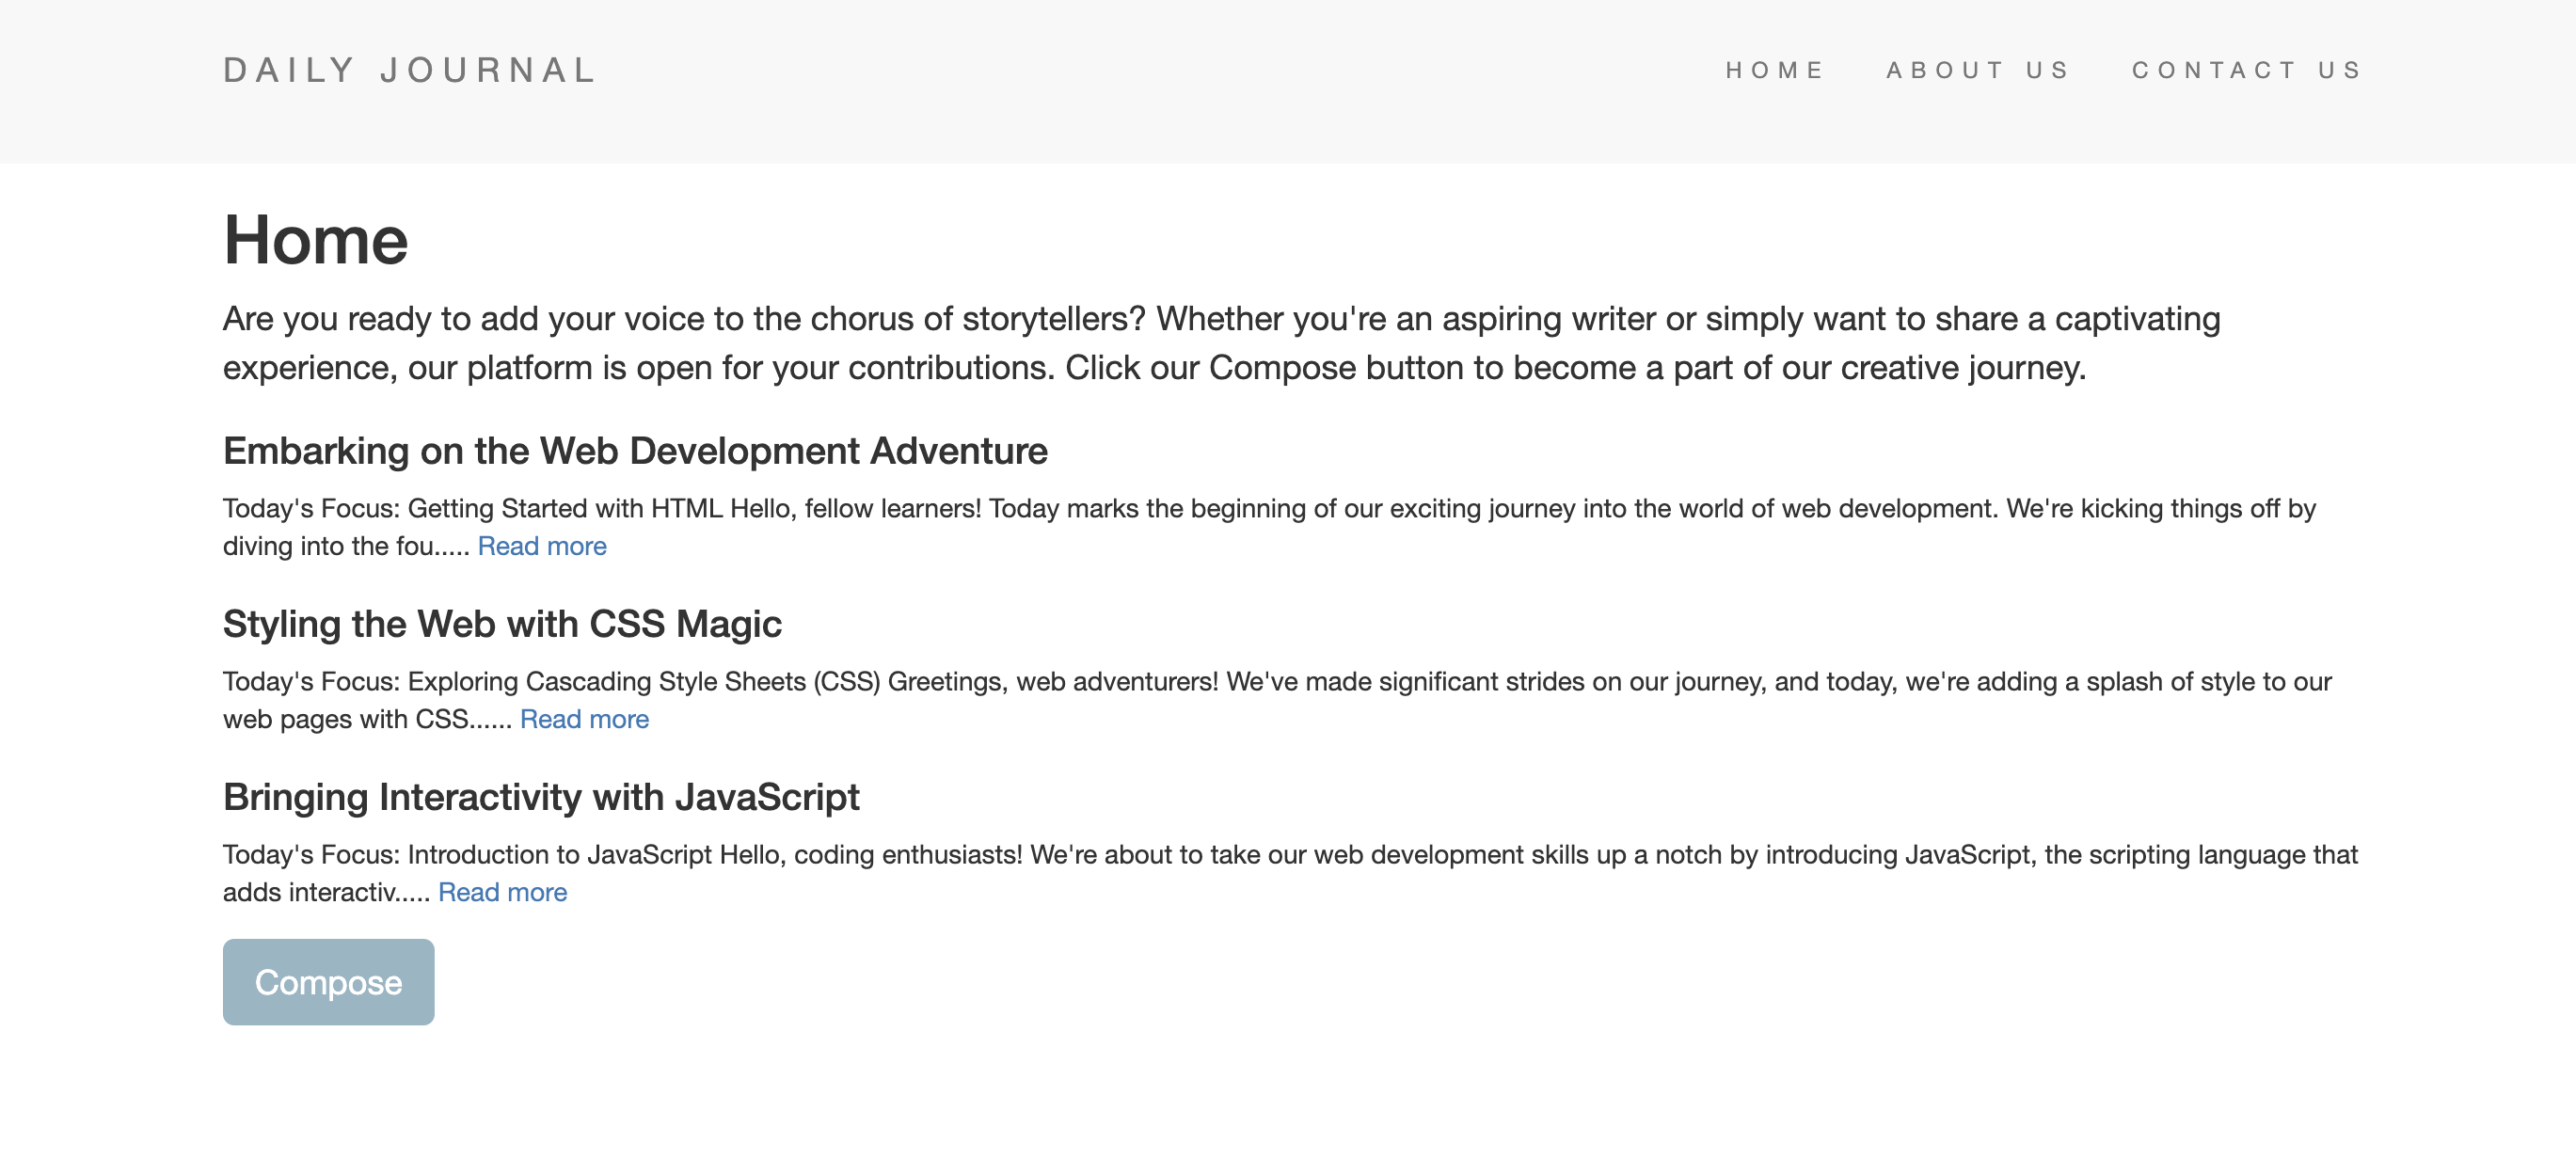 DAILY JOURNAL
HOME ABOUT US CONTACT US
Home
Are you ready to add your voice to the chorus of storytellers? Whether you're an aspiring writer or simply want to share a captivating
experience, our platform is open for your contributions. Click our Compose button to become a part of our creative journey.
Embarking on the Web Development Adventure
Today's Focus: Getting Started with HTML Hello, fellow learners! Today marks the beginning of our exciting journey into the world of web development. We're kicking things off by
diving into the fou..... Read more
Styling the Web with CSS Magic
Today's Focus: Exploring Cascading Style Sheets (CSS) Greetings, web adventurers! We've made significant strides on our journey, and today, we're adding a splash of style to our
web pages with CSS...... Read more
Bringing Interactivity with JavaScript
Today's Focus: Introduction to JavaScript Hello, coding enthusiasts! We're about to take our web development skills up a notch by introducing JavaScript, the scripting language that
adds interactiv..... Read more
Compose